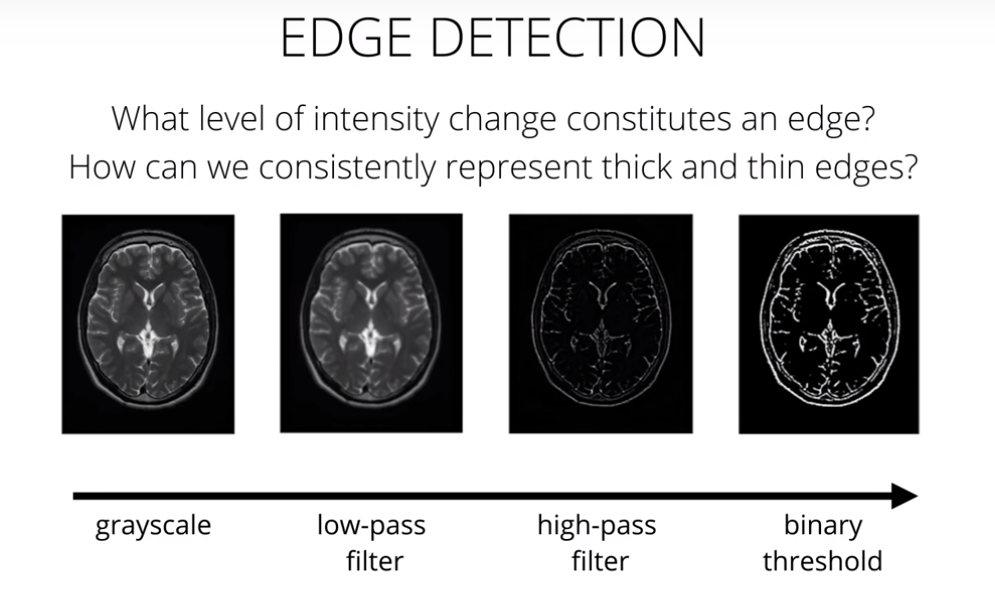 EDGE DETECTION
What level of intensity change constitutes an edge?
How can we consistently represent thick and thin edges?
grayscale
low-pass
filter
high-pass
filter
binary
threshold